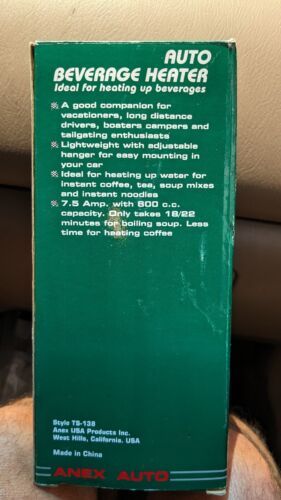 AUTO
BEVERAGE HEATER
Ideal for heating up beverages
A good companion for
vacationers, long distance
drivers, boaters campers and
tailgating enthusiasts
Lightweight with adjustable
hanger for easy mounting in
your car
Ideal for heating up water for
instant coffee, tea, soup mixes
and instant noodles
7.5 Amp. with 600 c.c.
capacity. Only takes 18/22
minutes for boiling soup. Less
time for heating coffee
Style TS-138
Anex USA Products Inc.
West Hills, California. USA
Made in China
ANEX AUTO